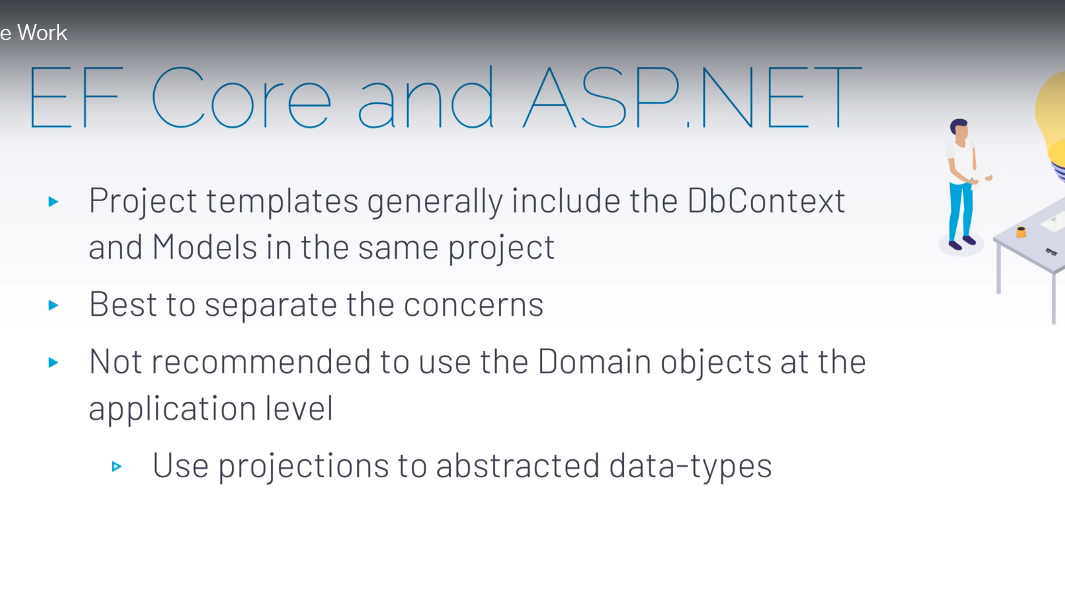 e Work
EF Core and ASP.NET
Project templates generally include the DbContext
and Models in the same project
Best to separate the concerns
Not recommended to use the Domain objects at the
application level
Use projections to abstracted data-types